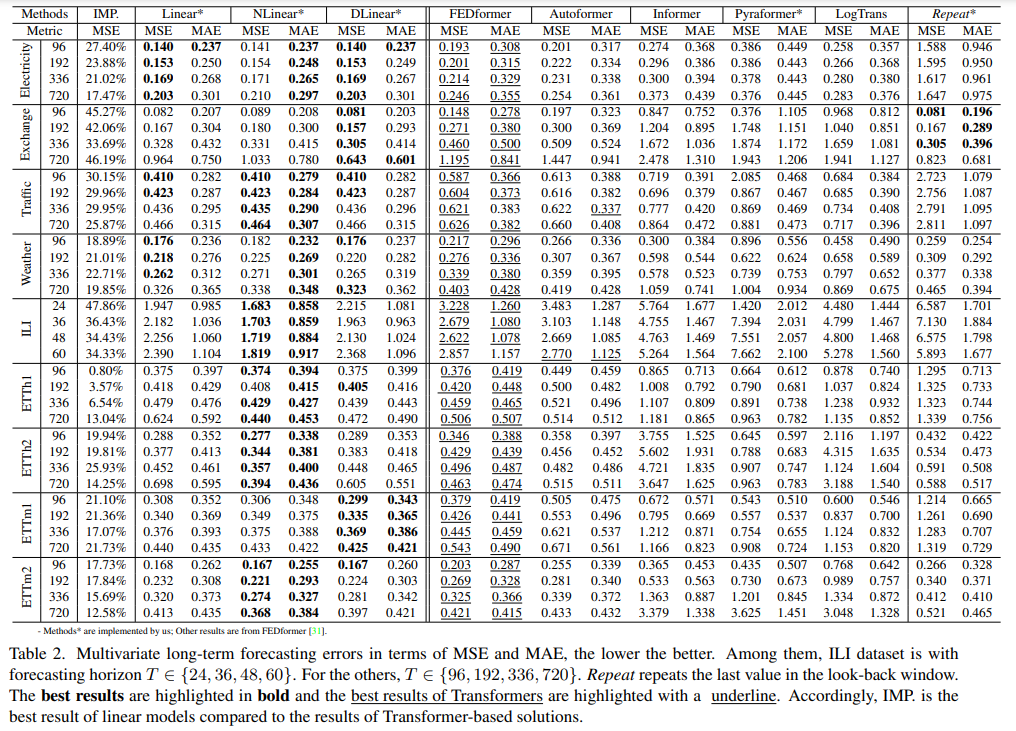 Methods IMP. Linear* NLinear* DLinear* FEDformer Autoformer Informer Pyraformer* LogTrans Repeat*
Metric MSE MSE MAE MSE MAE MSE MAE MSE MAE MSE MAE MSE MAE MSE MAE MSE MAE MSE MAE
Electricity
96 27.40% 0.140 0.237 0.141 0.237 0.140 0.237 0.193 0.308 0.201 0.317 0.274 0.368 0.386 0.449 0.258 0.357 1.588 0.946
192 23.88% 0.153 0.250 0.154 0.248 0.153 0.249 0.201 0.315 0.222 0.334 0.296 0.386 0.386 0.443 0.266 0.368 1.595 0.950
336 21.02% 0.169 0.268 0.171 0.265 0.169 0.267 0.214 0.329 0.231 0.338 0.300 0.394 0.378 0.443 0.280 0.380 1.617 0.961
720 17.47% 0.203 0.301 0.210 0.297 0.203 0.301 0.246 0.355 0.254 0.361 0.373 0.439 0.376 0.445 0.283 0.376 1.647 0.975
Exchange
96 45.27% 0.082 0.207 0.089 0.208 0.081 0.203 0.148 0.278 0.197 0.323 0.847 0.752 0.376 1.105 0.968 0.812 0.081 0.196
192 42.06% 0.167 0.304 0.180 0.300 0.157 0.293 0.271 0.380 0.300 0.369 1.204 0.895 1.748 1.151 1.040 0.851 0.167 0.289
336 33.69% 0.328 0.432 0.331 0.415 0.305 0.414 0.460 0.500 0.509 0.524 1.672 1.036 1.874 1.172 1.659 1.081 0.305 0.396
720 46.19% 0.964 0.750 1.033 0.780 0.643 0.601 1.195 0.841 1.447 0.941 2.478 1.310 1.943 1.206 1.941 1.127 0.823 0.681
Traffic
96 30.15% 0.410 0.282 0.410 0.279 0.410 0.282 0.587 0.366 0.613 0.388 0.719 0.391 2.085 0.468 0.684 0.384 2.723 1.079
192 29.96% 0.423 0.287 0.423 0.284 0.423 0.287 0.604 0.373 0.616 0.382 0.696 0.379 0.867 0.467 0.685 0.390 2.756 1.087
336 29.95% 0.436 0.295 0.435 0.290 0.436 0.296 0.621 0.383 0.622 0.337 0.777 0.420 0.869 0.469 0.734 0.408 2.791 1.095
720 25.87% 0.466 0.315 0.464 0.307 0.466 0.315 0.626 0.382 0.660 0.408 0.864 0.472 0.881 0.473 0.717 0.396 2.811 1.097
Weather
96 18.89% 0.176 0.236 0.182 0.232 0.176 0.237 0.217 0.296 0.266 0.336 0.300 0.384 0.896 0.556 0.458 0.490 0.259 0.254
192 21.01% 0.218 0.276 0.225 0.269 0.220 0.282 0.276 0.336 0.307 0.367 0.598 0.544 0.622 0.624 0.658 0.589 0.309 0.292
336 22.71% 0.262 0.312 0.271 0.301 0.265 0.319 0.339 0.380 0.359 0.395 0.578 0.523 0.739 0.753 0.797 0.652 0.377 0.338
720 19.85% 0.326 0.365 0.338 0.348 0.323 0.362 0.403 0.428 0.419 0.428 1.059 0.741 1.004 0.934 0.869 0.675 0.465 0.394
ILI
24 47.86% 1.947 0.985 1.683 0.858 2.215 1.081 3.228 1.260 3.483 1.287 5.764 1.677 1.420 2.012 4.480 1.444 6.587 1.701
36 36.43% 2.182 1.036 1.703 0.859 1.963 0.963 2.679 1.080 3.103 1.148 4.755 1.467 7.394 2.031 4.799 1.467 7.130 1.884
48 34.43% 2.256 1.060 1.719 0.884 2.130 1.024 2.622 1.078 2.669 1.085 4.763 1.469 7.551 2.057 4.800 1.468 6.575 1.798
60 34.33% 2.390 1.104 1.819 0.917 2.368 1.096 2.857 1.157 2.770 1.125 5.264 1.564 7.662 2.100 5.278 1.560 5.893 1.677
ETTh1
96 0.80% 0.375 0.397 0.374 0.394 0.375 0.399 0.376 0.419 0.449 0.459 0.865 0.713 0.664 0.612 0.878 0.740 1.295 0.713
192 3.57% 0.418 0.429 0.408 0.415 0.405 0.416 0.420 0.448 0.500 0.482 1.008 0.792 0.790 0.681 1.037 0.824 1.325 0.733
336 6.54% 0.479 0.476 0.429 0.427 0.439 0.443 0.459 0.465 0.521 0.496 1.107 0.809 0.891 0.738 1.238 0.932 1.323 0.744
720 13.04% 0.624 0.592 0.440 0.453 0.472 0.490 0.506 0.507 0.514 0.512 1.181 0.865 0.963 0.782 1.135 0.852 1.339 0.756
ETTh2
96 19.94% 0.288 0.352 0.277 0.338 0.289 0.353 0.346 0.388 0.358 0.397 3.755 1.525 0.645 0.597 2.116 1.197 0.432 0.422
192 19.81% 0.377 0.413 0.344 0.381 0.383 0.418 0.429 0.439 0.456 0.452 5.602 1.931 0.788 0.683 4.315 1.635 0.534 0.473
336 25.93% 0.452 0.461 0.357 0.400 0.448 0.465 0.496 0.487 0.482 0.486 4.721 1.835 0.907 0.747 1.124 1.604 0.591 0.508
720 14.25% 0.698 0.595 0.394 0.436 0.605 0.551 0.463 0.474 0.515 0.511 3.647 1.625 0.963 0.783 3.188 1.540 0.588 0.517
ETTm1
96 21.10% 0.308 0.352 0.306 0.348 0.299 0.343 0.379 0.419 0.505 0.475 0.672 0.571 0.543 0.510 0.600 0.546 1.214 0.665
192 21.36% 0.340 0.369 0.349 0.375 0.335 0.365 0.426 0.441 0.553 0.496 0.795 0.669 0.557 0.537 0.837 0.700 1.261 0.690
336 17.07% 0.376 0.393 0.375 0.388 0.369 0.386 0.445 0.459 0.621 0.537 1.212 0.871 0.754 0.655 1.124 0.832 1.283 0.707
720 21.73% 0.440 0.435 0.433 0.422 0.425 0.421 0.543 0.490 0.671 0.561 1.166 0.823 0.908 0.724 1.153 0.820 1.319 0.729
ETTm2
96 17.73% 0.168 0.262 0.167 0.255 0.167 0.260 0.203 0.287 0.255 0.339 0.365 0.453 0.435 0.507 0.768 0.642 0.266 0.328
192 17.84% 0.232 0.308 0.221 0.293 0.224 0.303 0.269 0.328 0.281 0.340 0.533 0.563 0.730 0.673 0.989 0.757 0.340 0.371
336 15.69% 0.320 0.373 0.274 0.327 0.281 0.342 0.325 0.366 0.339 0.372 1.363 0.887 1.201 0.845 1.334 0.872 0.412 0.410
720 12.58% 0.413 0.435 0.368 0.384 0.397 0.421 0.421 0.415 0.433 0.432 3.379 1.338 3.625 1.451 3.048 1.328 0.521 0.465
- Methods* are implemented by us; Other results are from FEDformer [31].
Table 2. Multivariate long-term forecasting errors in terms of MSE and MAE, the lower the better. Among them, ILI dataset is with
forecasting horizon T ∈ {24, 36, 48, 60}. For the others, T ∈ {96, 192, 336, 720}. Repeat repeats the last value in the look-back window.
The best results are highlighted in bold and the best results of Transformers are highlighted with a underline. Accordingly, IMP. is the
best result of linear models compared to the results of Transformer-based solutions.